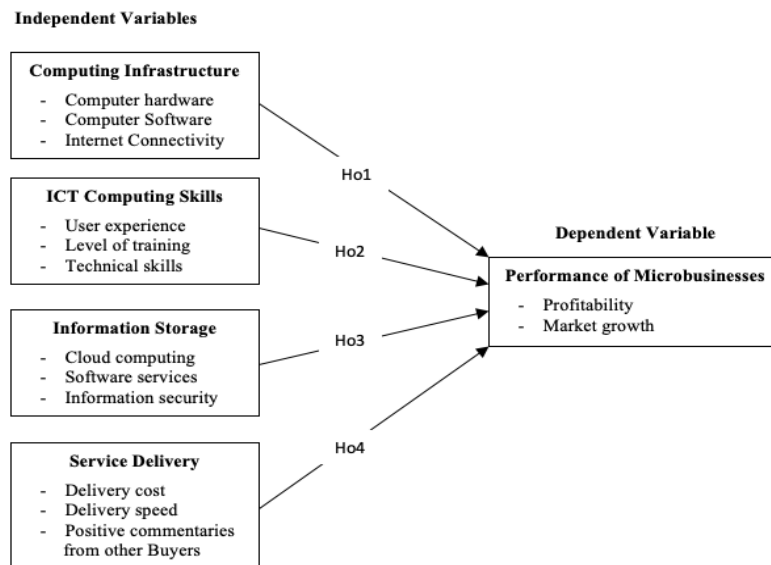 Independent Variables
Computing Infrastructure
- Computer hardware
- Computer Software
- Internet Connectivity
Ho1
ICT Computing Skills
- User experience
- Level of training
- Technical skills
Ho2
Dependent Variable
Performance of Microbusinesses
- Profitability
- Market growth
Information Storage
- Cloud computing
- Software services
- Information security
Ho3
Service Delivery
- Delivery cost
- Delivery speed
- Positive commentaries
from other Buyers
Ho4